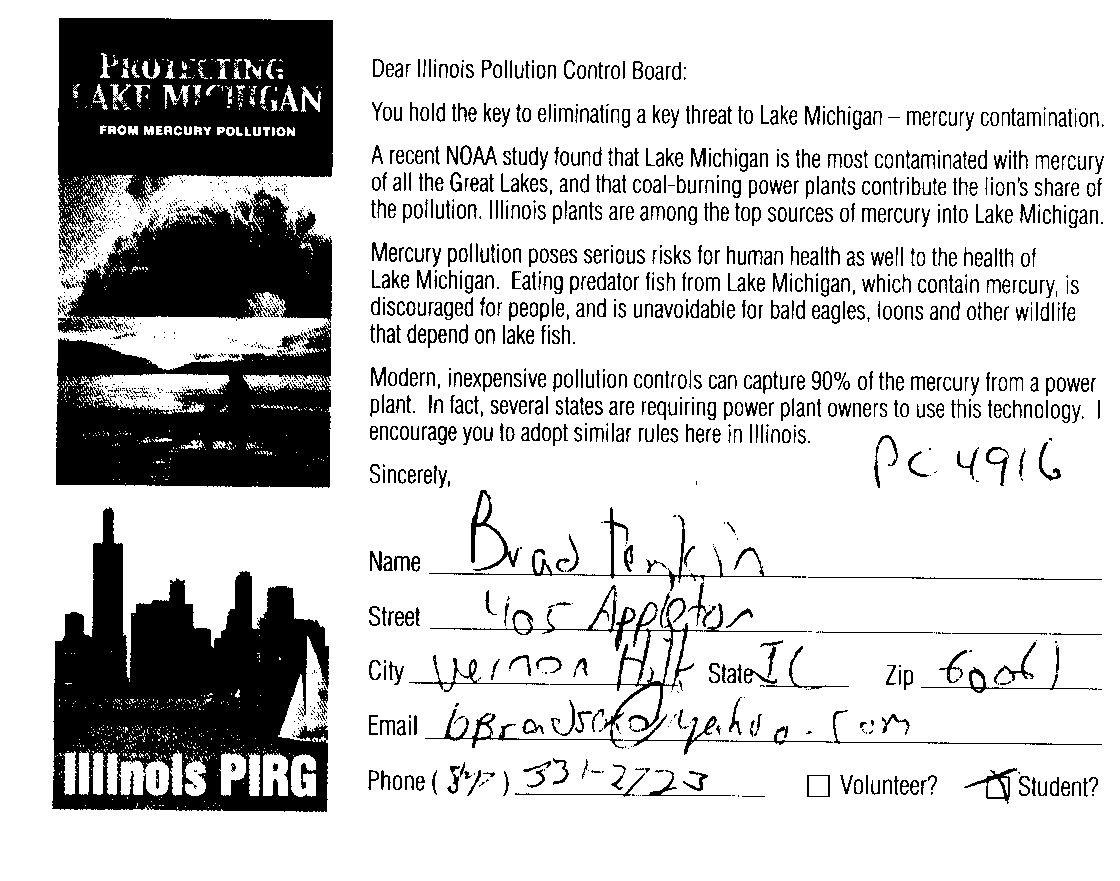 PROTECTING
LAKE MICHIGAN
FROM MERCURY POLLUTION
Dear Illinois Pollution Control Board:
You hold the key to eliminating a key threat to Lake Michigan – mercury contamination.
A recent NOAA study found that Lake Michigan is the most contaminated with mercury
of all the Great Lakes, and that coal-burning power plants contribute the lion's share of
the pollution. Illinois plants are among the top sources of mercury into Lake Michigan.
Mercury pollution poses serious risks for human health as well to the health of
Lake Michigan. Eating predator fish from Lake Michigan, which contain mercury, is
discouraged for people, and is unavoidable for bald eagles, loons and other wildlife
that depend on lake fish.
Modern, inexpensive pollution controls can capture 90% of the mercury from a power
plant. In fact, several states are requiring power plant owners to use this technology. I
encourage you to adopt similar rules here in Illinois.
PC 4916
Sincerely,
Name Brad
Street 405 Appleton
City Vernon State IL Zip 60061
Email
Phone (847) 331-2723 Volunteer? Student?
Illinois PIRG